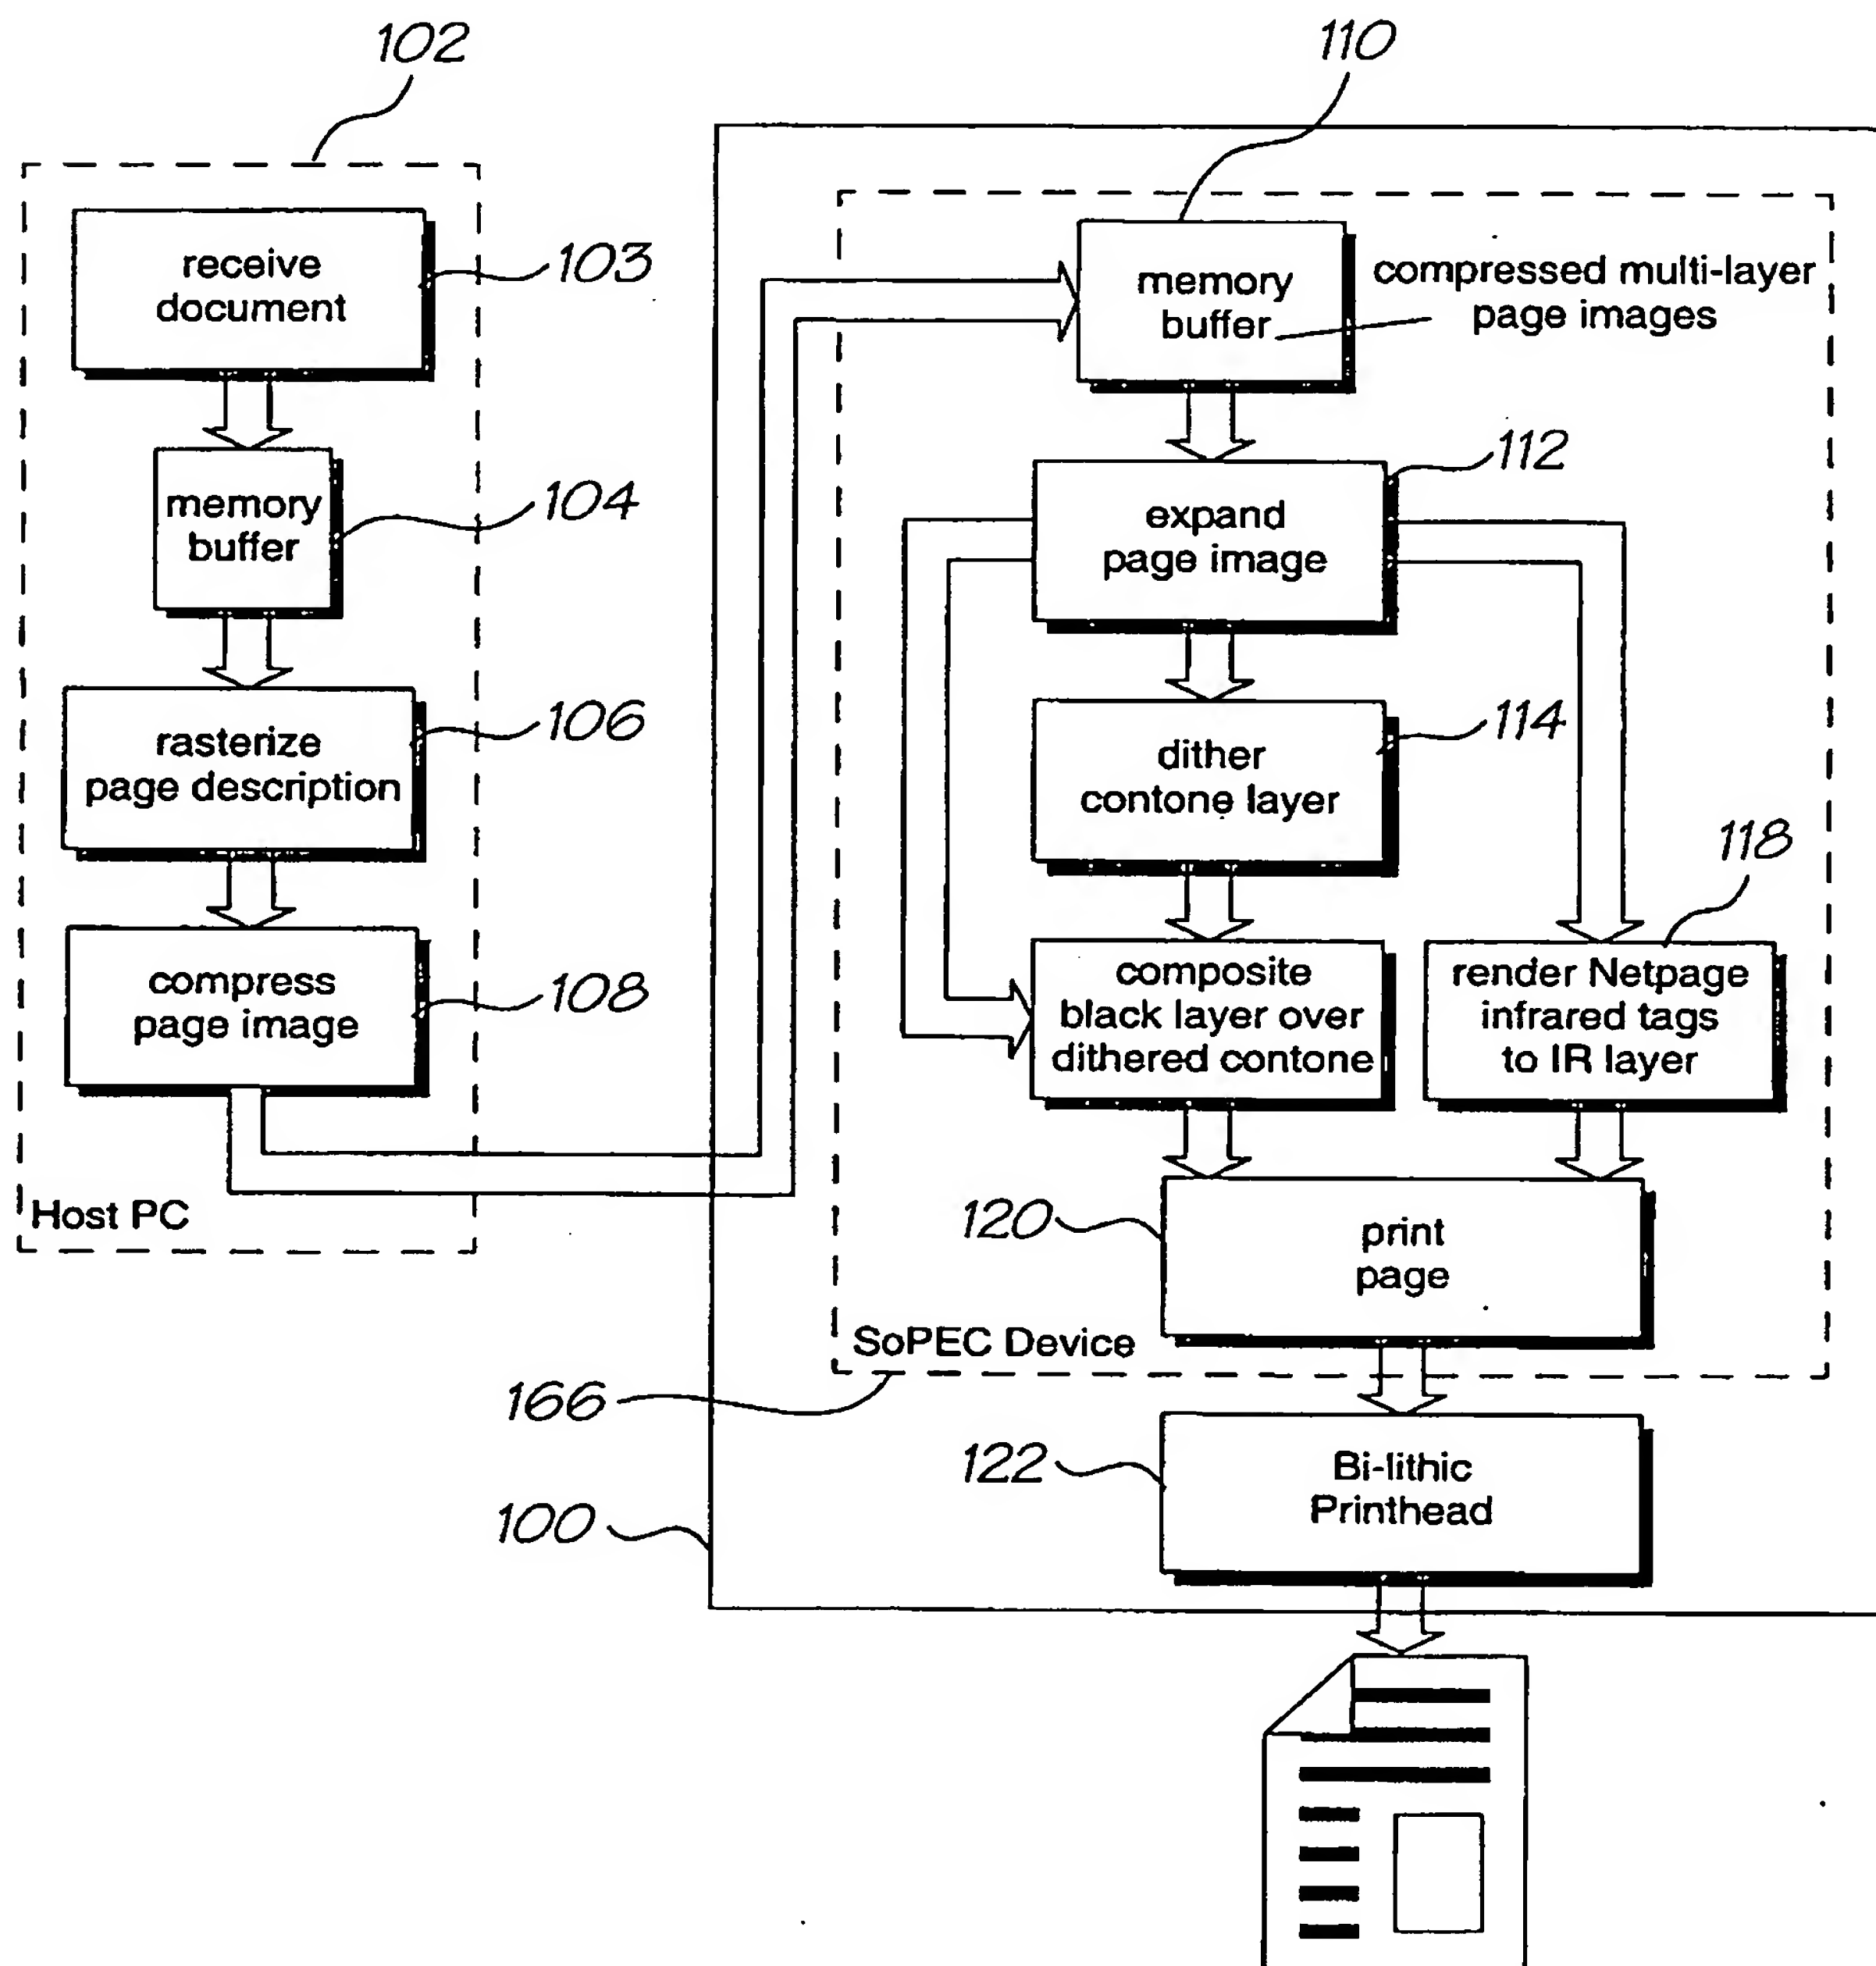 102
110
receive
document
103
memory
buffer
compressed multi-layer
page images
memory
buffer
104
expand
page image
112
rasterize
page description
106
dither
contone layer
114
118
compress
page image
108
composite
black layer over
dithered contone
render Netpage
infrared tags
to IR layer
Host PC
120
print
page
SoPEC Device
166
122
Bi-lithic
Printhead
100